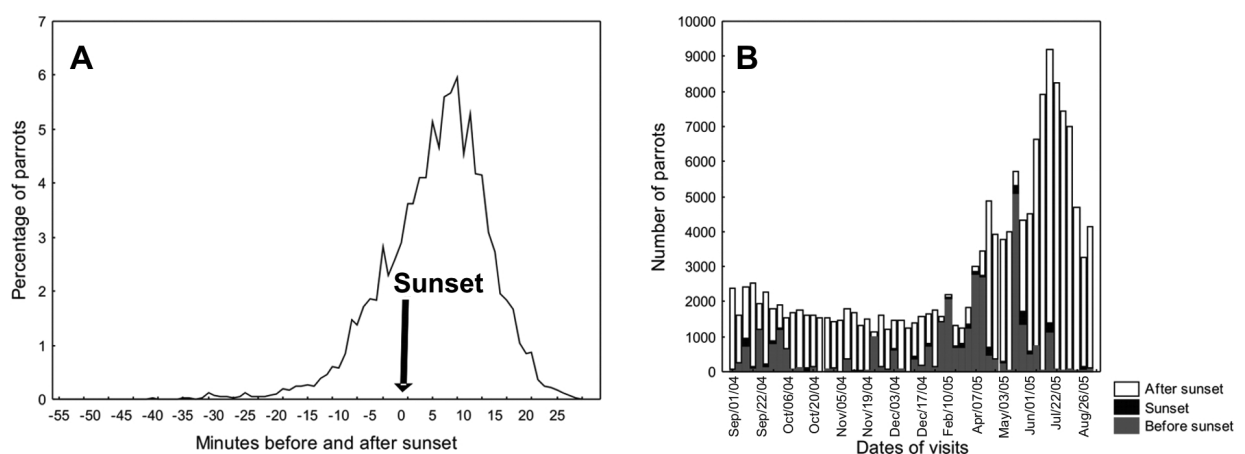 A
Percentage of parrots
7
6
5
4
3
2
1
0
Sunset
-55 -50 -45 -40 -35 -30 -25 -20 -15 -10 -5 0 5 10 15 20 25
Minutes before and after sunset
B
Number of parrots
10000
9000
8000
7000
6000
5000
4000
3000
2000
1000
0
Sep/01/04
Sep/22/04
Oct/06/04
Oct/20/04
Nov/05/04
Nov/19/04
Dec/03/04
Dec/17/04
Feb/10/05
Apr/07/05
May/03/05
Jun/01/05
Jul/22/05
Aug/26/05
Dates of visits
After sunset
Sunset
Before sunset